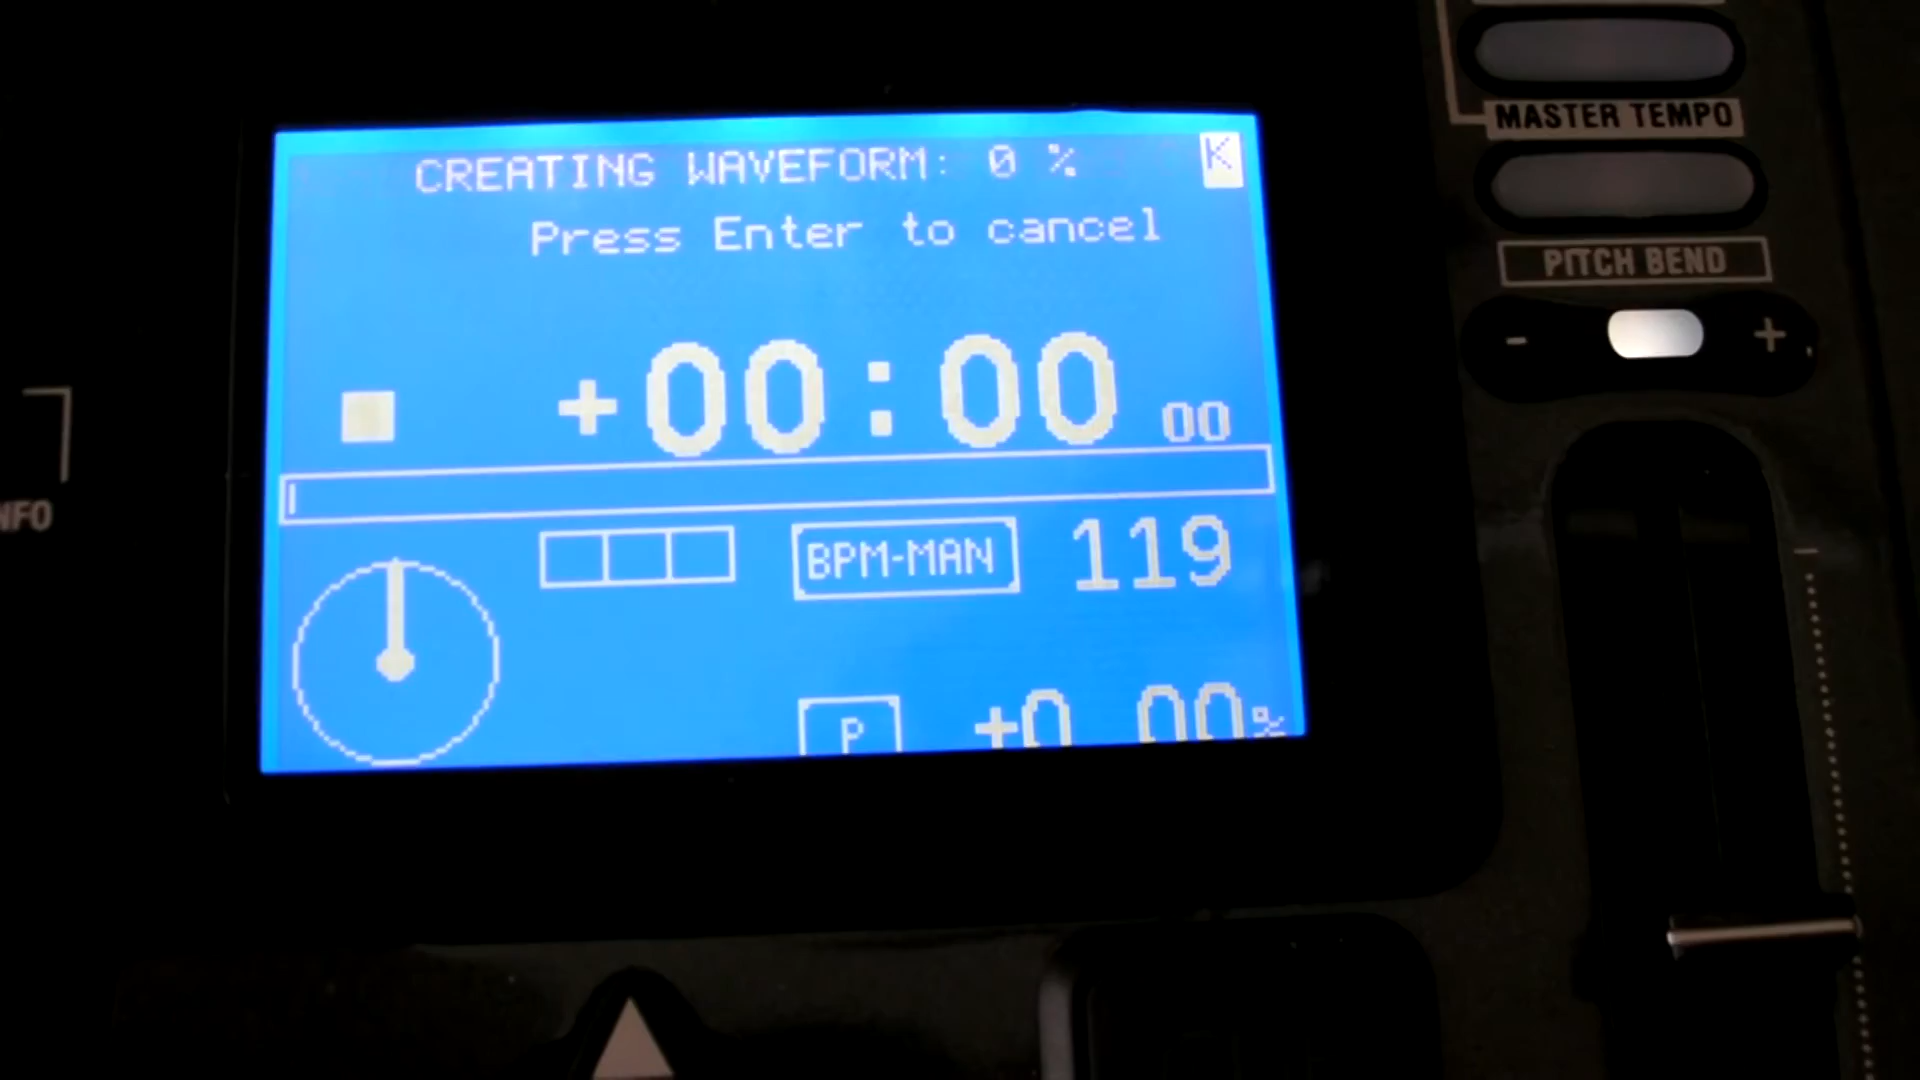 CREATING WAVEFORM: 0 %
K
Press Enter to cancel
+00:00 00
BPM-MAN 119
P +0.00%
MASTER TEMPO
PITCH BEND
- +
NFO